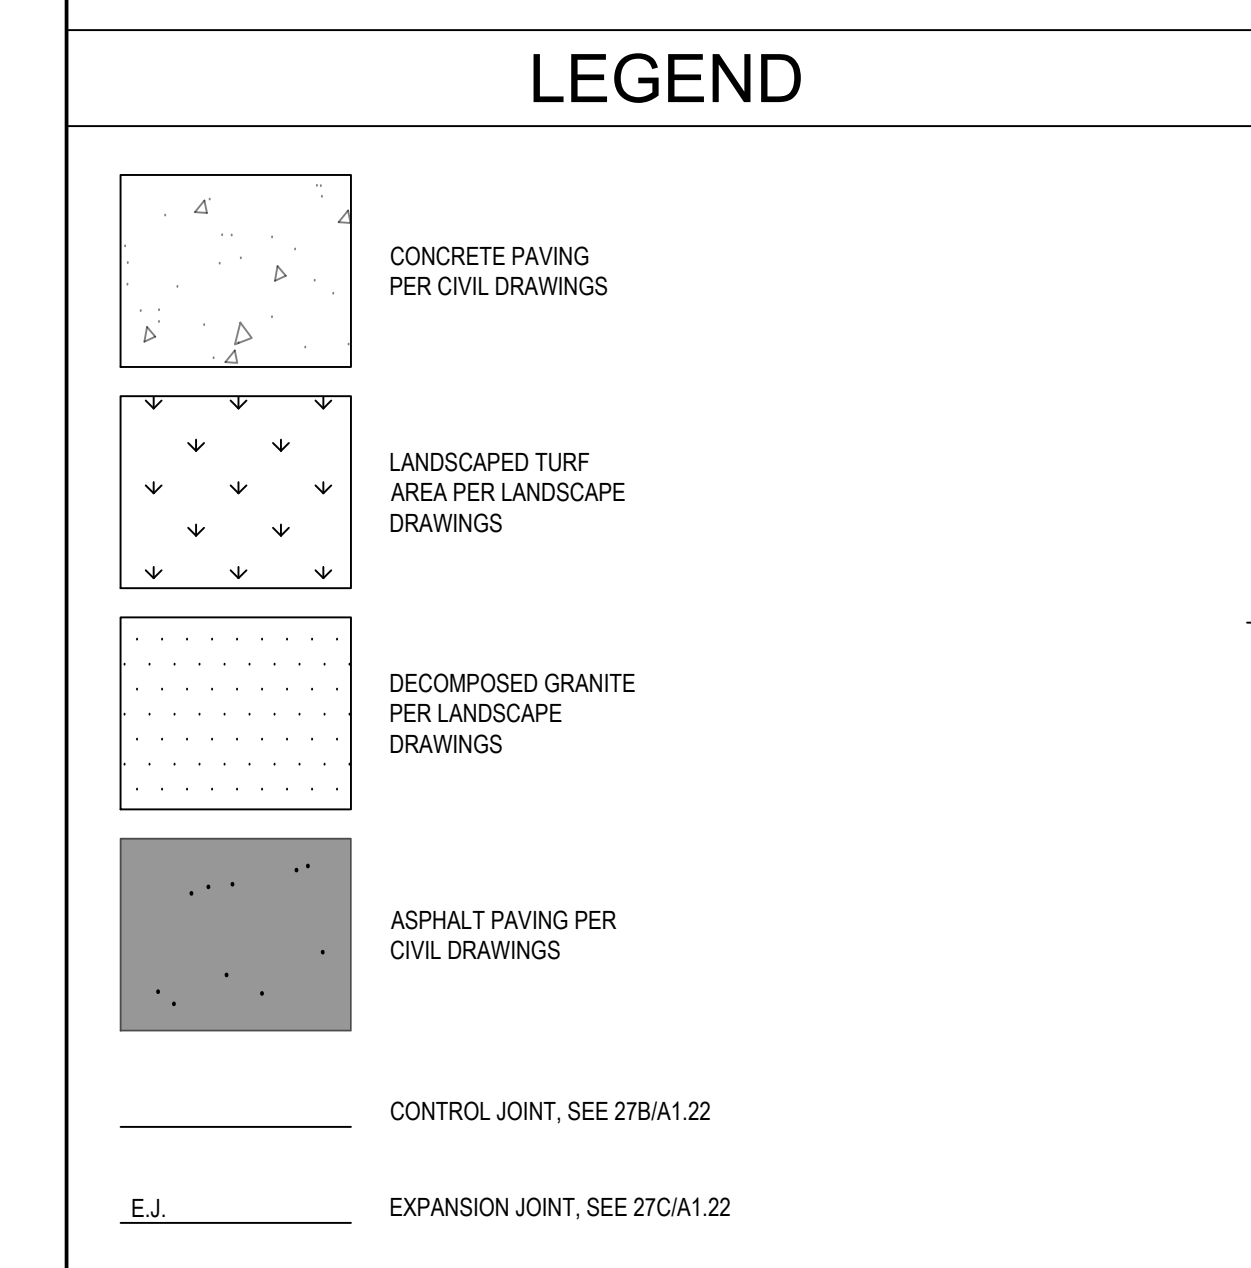 LEGEND
CONCRETE PAVING
PER CIVIL DRAWINGS
LANDSCAPED TURF
AREA PER LANDSCAPE
DRAWINGS
DECOMPOSED GRANITE
PER LANDSCAPE
DRAWINGS
ASPHALT PAVING PER
CIVIL DRAWINGS
CONTROL JOINT, SEE 27B/A1.22
E.J. EXPANSION JOINT, SEE 27C/A1.22